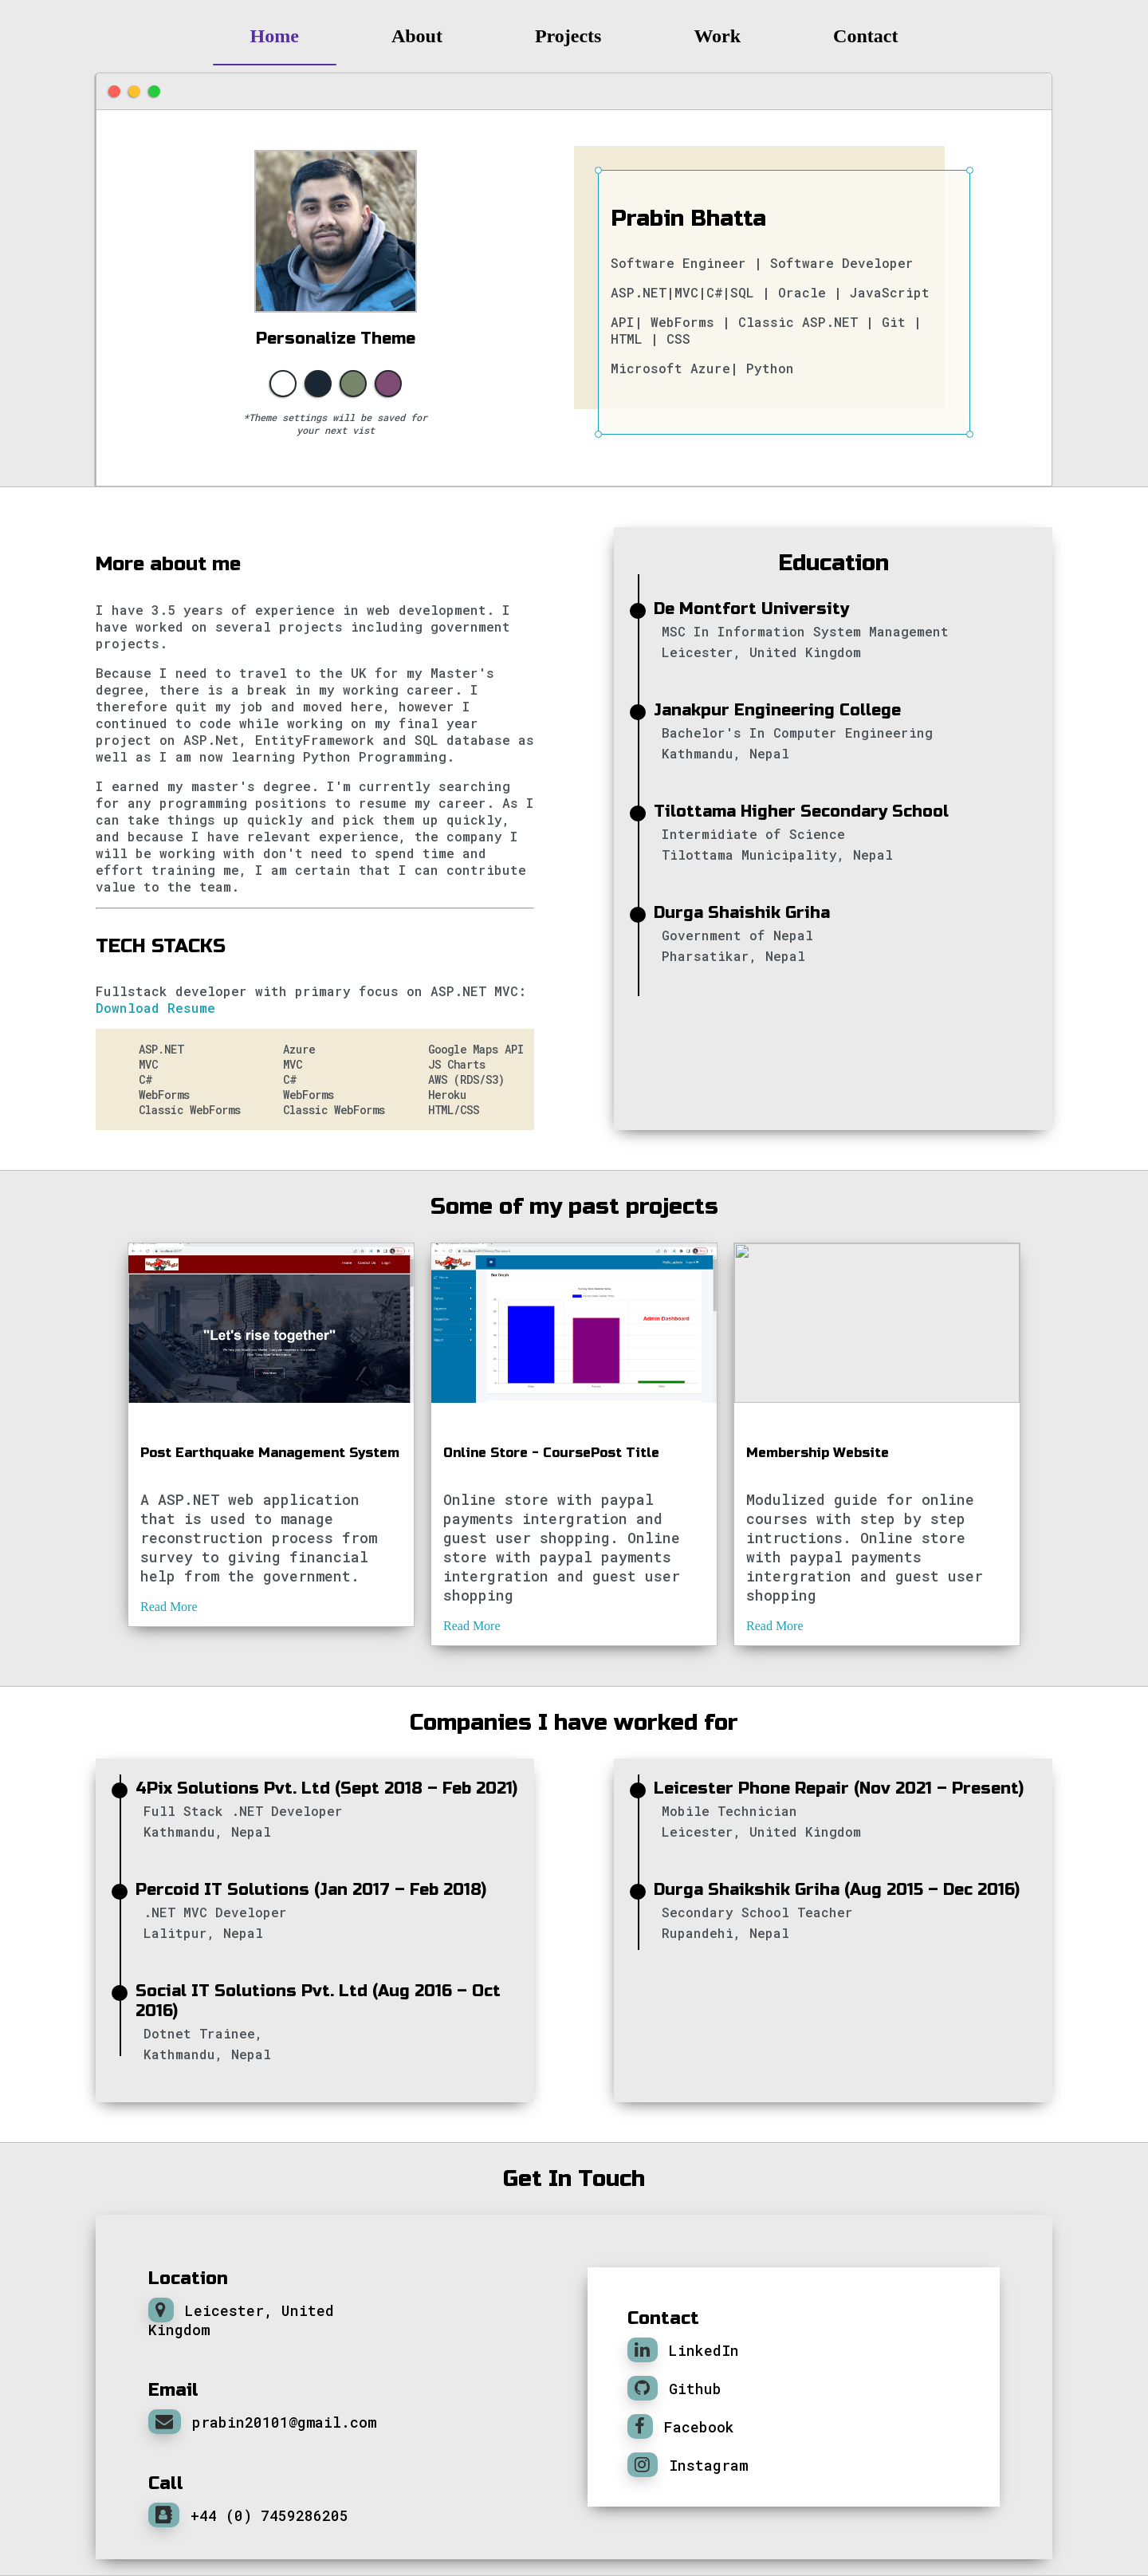 Home About Projects Work Contact
Personalize Theme
*Theme settings will be saved for
your next vist
Prabin Bhatta
Software Engineer | Software Developer
ASP.NET|MVC|C#|SQL | Oracle | JavaScript
API| WebForms | Classic ASP.NET | Git |
HTML | CSS
Microsoft Azure| Python
More about me
I have 3.5 years of experience in web development. I
have worked on several projects including government
projects.
Because I need to travel to the UK for my Master's
degree, there is a break in my working career. I
therefore quit my job and moved here, however I
continued to code while working on my final year
project on ASP.Net, EntityFramework and SQL database as
well as I am now learning Python Programming.
I earned my master's degree. I'm currently searching
for any programming positions to resume my career. As I
can take things up quickly and pick them up quickly,
and because I have relevant experience, the company I
will be working with don't need to spend time and
effort training me, I am certain that I can contribute
value to the team.
TECH STACKS
Fullstack developer with primary focus on ASP.NET MVC:
Download Resume
ASP.NET
MVC
C#
WebForms
Classic WebForms
Azure
MVC
C#
WebForms
Classic WebForms
Google Maps API
JS Charts
AWS (RDS/S3)
Heroku
HTML/CSS
Education
De Montfort University
MSC In Information System Management
Leicester, United Kingdom
Janakpur Engineering College
Bachelor's In Computer Engineering
Kathmandu, Nepal
Tilottama Higher Secondary School
Intermidiate of Science
Tilottama Municipality, Nepal
Durga Shaishik Griha
Government of Nepal
Pharsatikar, Nepal
Some of my past projects
Home Contact Us Login
"Let's rise together"
Post Earthquake Management System
A ASP.NET web application
that is used to manage
reconstruction process from
survey to giving financial
help from the government.
Read More
Bar Graph
Admin Dashboard
Online Store - CoursePost Title
Online store with paypal
payments intergration and
guest user shopping. Online
store with paypal payments
intergration and guest user
shopping
Read More
Membership Website
Modulized guide for online
courses with step by step
intructions. Online store
with paypal payments
intergration and guest user
shopping
Read More
Companies I have worked for
4Pix Solutions Pvt. Ltd (Sept 2018 – Feb 2021)
Full Stack .NET Developer
Kathmandu, Nepal
Percoid IT Solutions (Jan 2017 – Feb 2018)
.NET MVC Developer
Lalitpur, Nepal
Social IT Solutions Pvt. Ltd (Aug 2016 – Oct
2016)
Dotnet Trainee,
Kathmandu, Nepal
Leicester Phone Repair (Nov 2021 – Present)
Mobile Technician
Leicester, United Kingdom
Durga Shaikshik Griha (Aug 2015 – Dec 2016)
Secondary School Teacher
Rupandehi, Nepal
Get In Touch
Location
Leicester, United
Kingdom
Email
prabin20101@gmail.com
Call
+44 (0) 7459286205
Contact
LinkedIn
Github
Facebook
Instagram